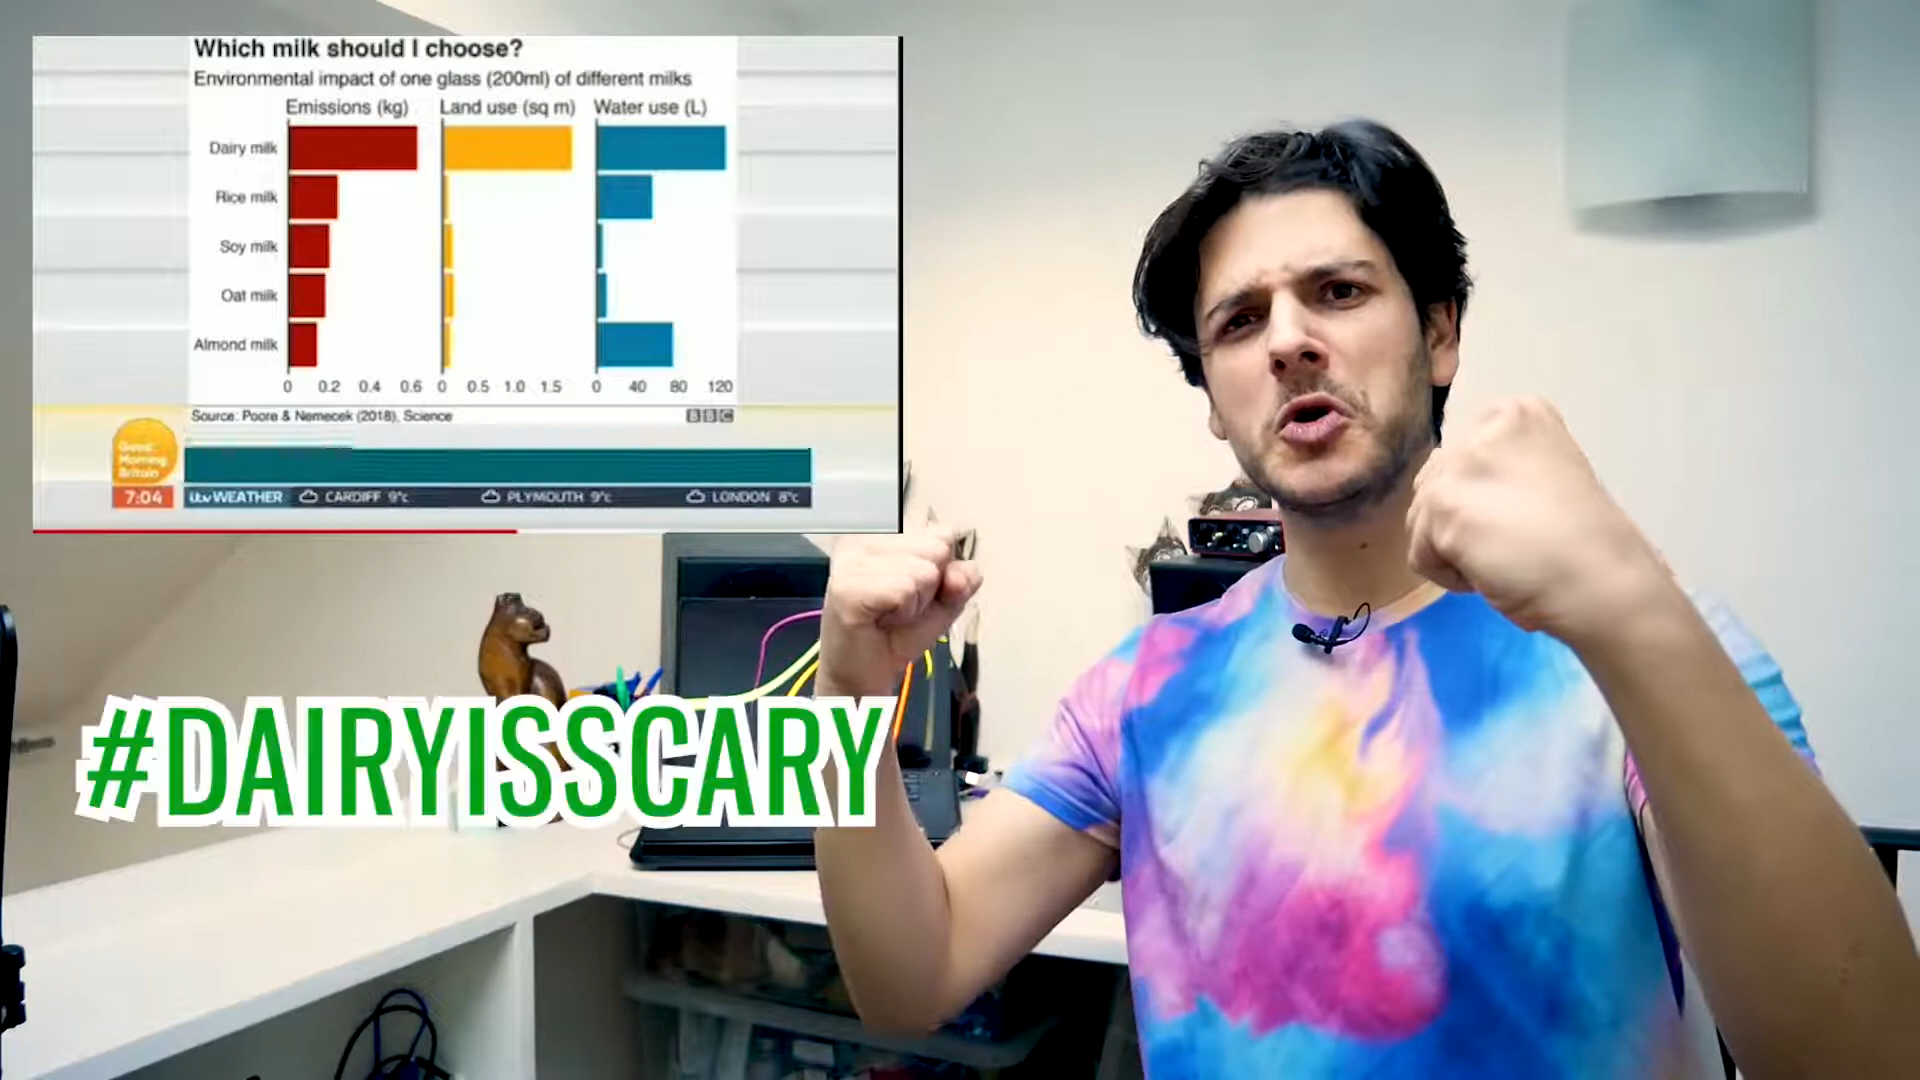 Which milk should I choose?
Environmental impact of one glass (200ml) of different milks
Emissions (kg) Land use (sq m) Water use (L)
Dairy milk
Rice milk
Soy milk
Oat milk
Almond milk
0 0.2 0.4 0.6 0 0.5 1.0 1.5 0 40 80 120
Source: Poore & Nemecek (2018), Science BBC
Good
Morning
Britain
7:04 itv WEATHER CARDIFF 9°c PLYMOUTH 9°c LONDON 8°c
#DAIRYISSCARY